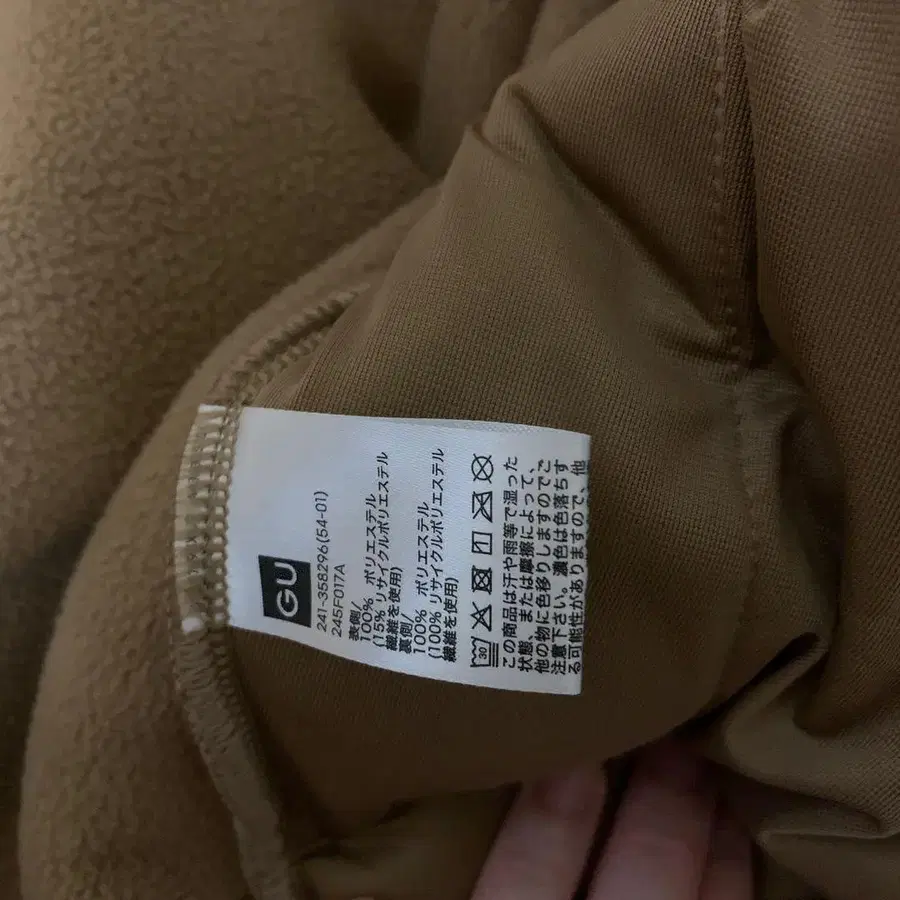 GU
241-358296(54-01)
245F017A
表側/
100% ポリエステル
(15% リサイクルポリエステル
繊維を使用)
裏側/
100% ポリエステル
(100% リサイクルポリエステル
繊維を使用)
30
この商品は汗や雨等で湿った
状態、または摩擦によって、
他の物に色移りしますのでご
注意下さい。濃色は色落ちす
る可能性がありますので、他